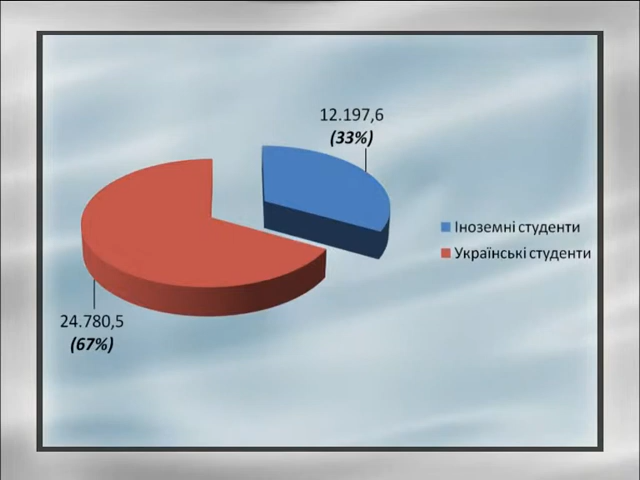 12.197,6
(33%)
Іноземні студенти
Українські студенти
24.780,5
(67%)